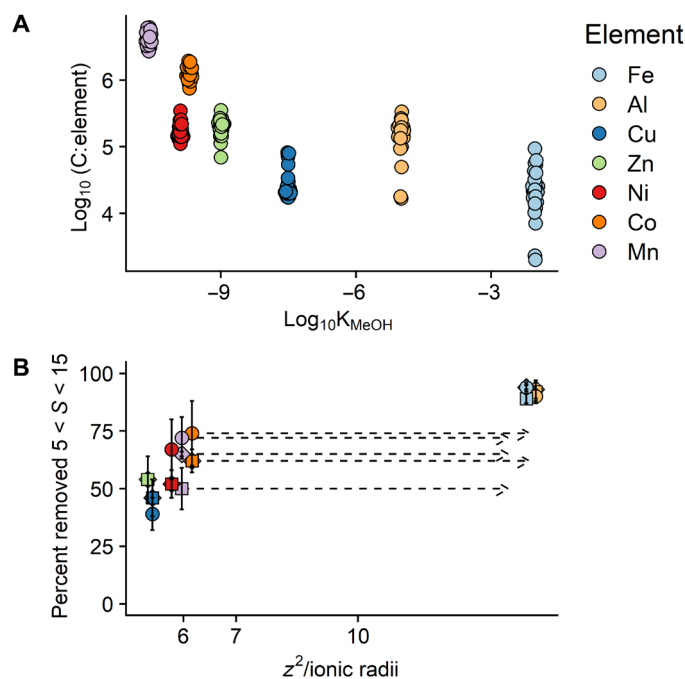 A
Log₁₀ (C:element)
6
5
4
−9
−6
−3
Log₁₀K_MeOH
Element
Fe
Al
Cu
Zn
Ni
Co
Mn
B
Percent removed 5 < S < 15
100
75
50
25
0
6
7
10
z²/ionic radii